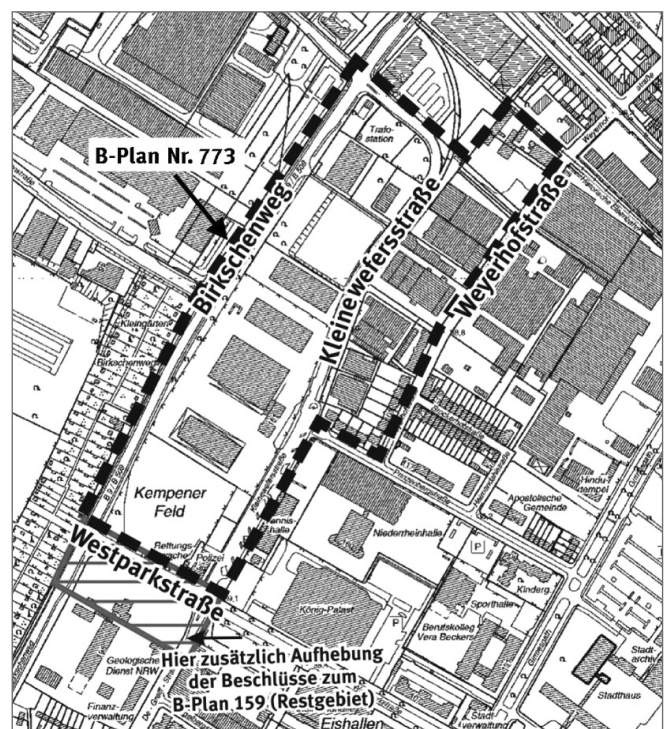 B-Plan Nr. 773
Birkschenweg
Kleinewefersstraße
Weyerhofstraße
Westparkstraße
Trafo-
station
Kleingärten
Birkschenweg
Kempener
Feld
Rettungs-
wache
Polizei
Niederrheinhalle
Apostolische
Gemeinde
Hindu-
tempel
König-Palast
P
P
Sporthalle
Kinderg.
Berufskolleg
Vera Beckers
Stadt-
archiv
Stadthaus
Stadt-
verwaltung
Eishallen
Geologischer
Dienst NRW
Finanz-
verwaltung
Hier zusätzlich Aufhebung
der Beschlüsse zum
B-Plan 159 (Restgebiet)